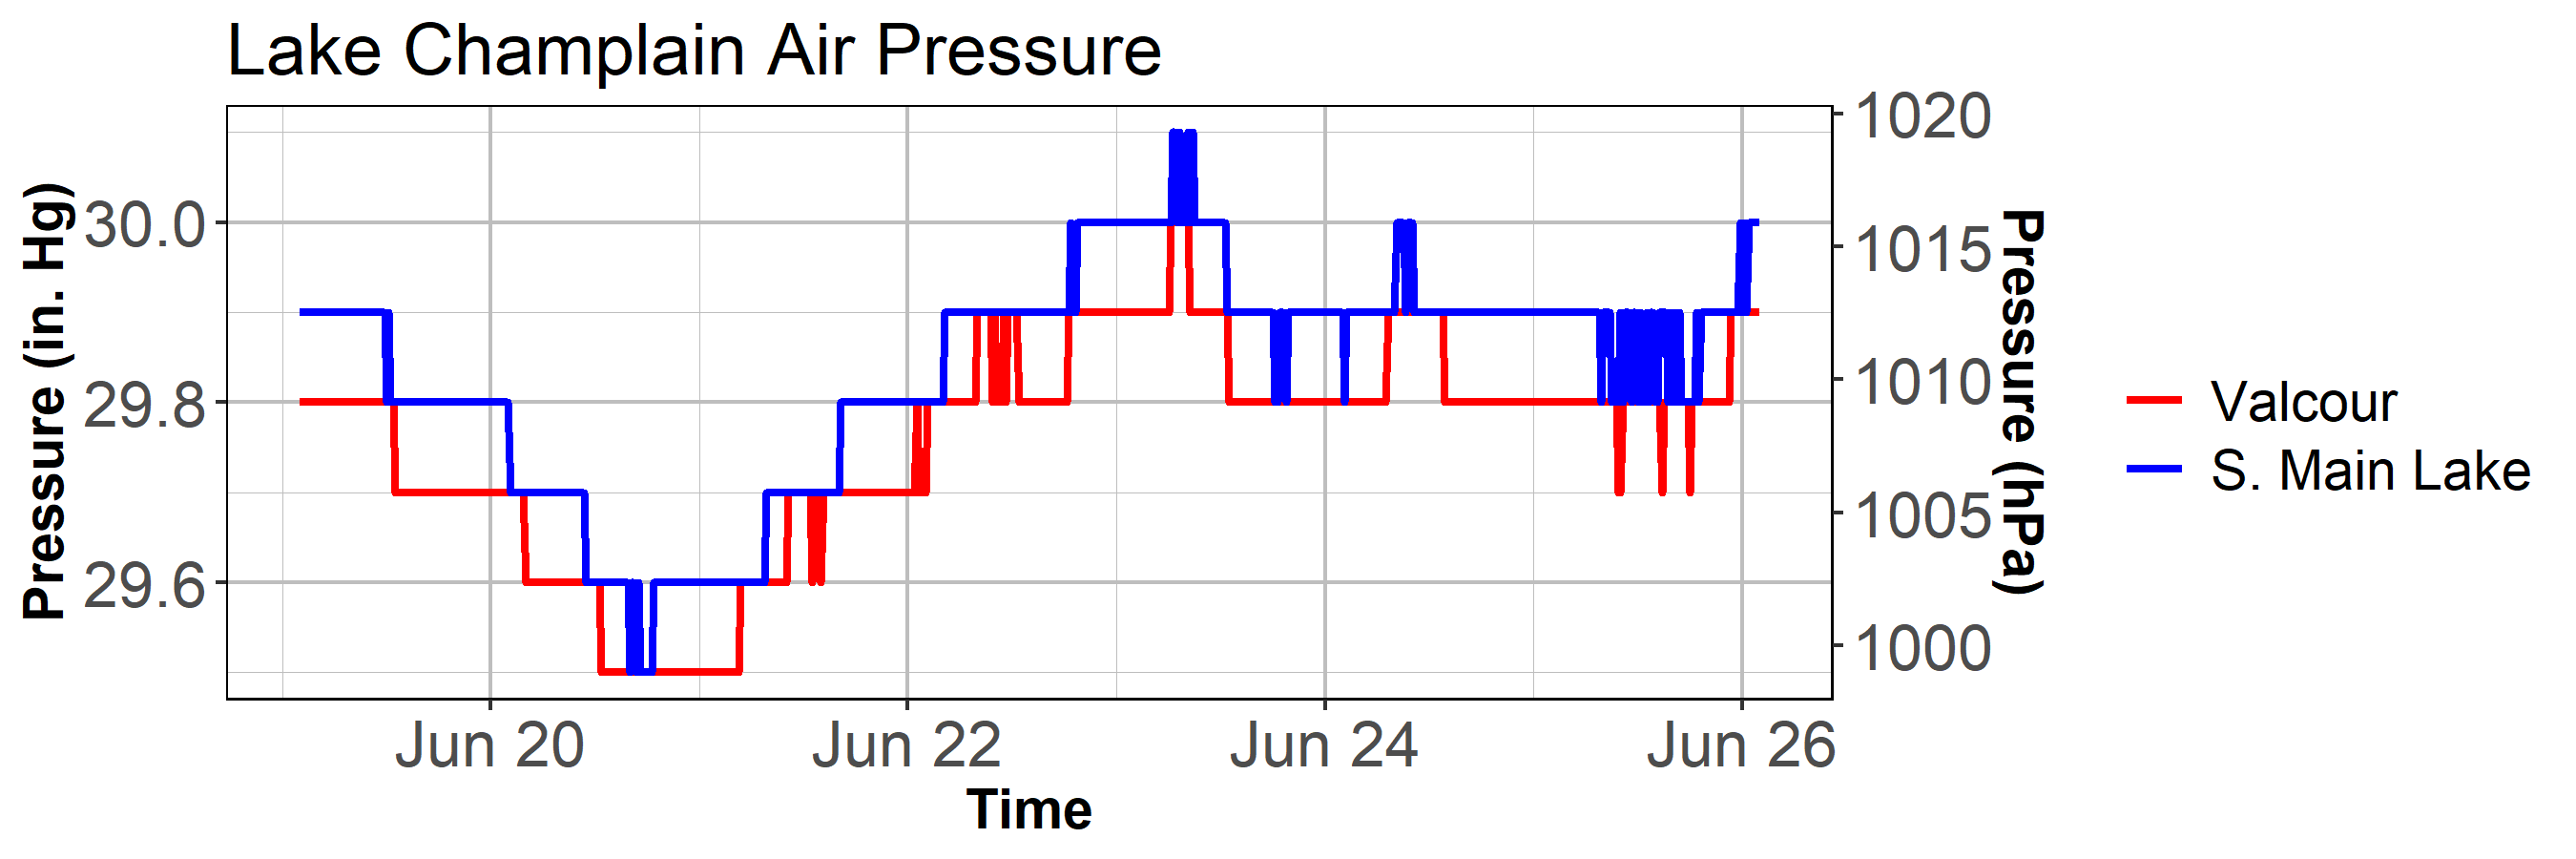 Lake Champlain Air Pressure
Pressure (in. Hg)
30.0
29.8
29.6
1020
1015
1010
1005
1000
Pressure (hPa)
Jun 20
Jun 22
Jun 24
Jun 26
Time
Valcour
S. Main Lake